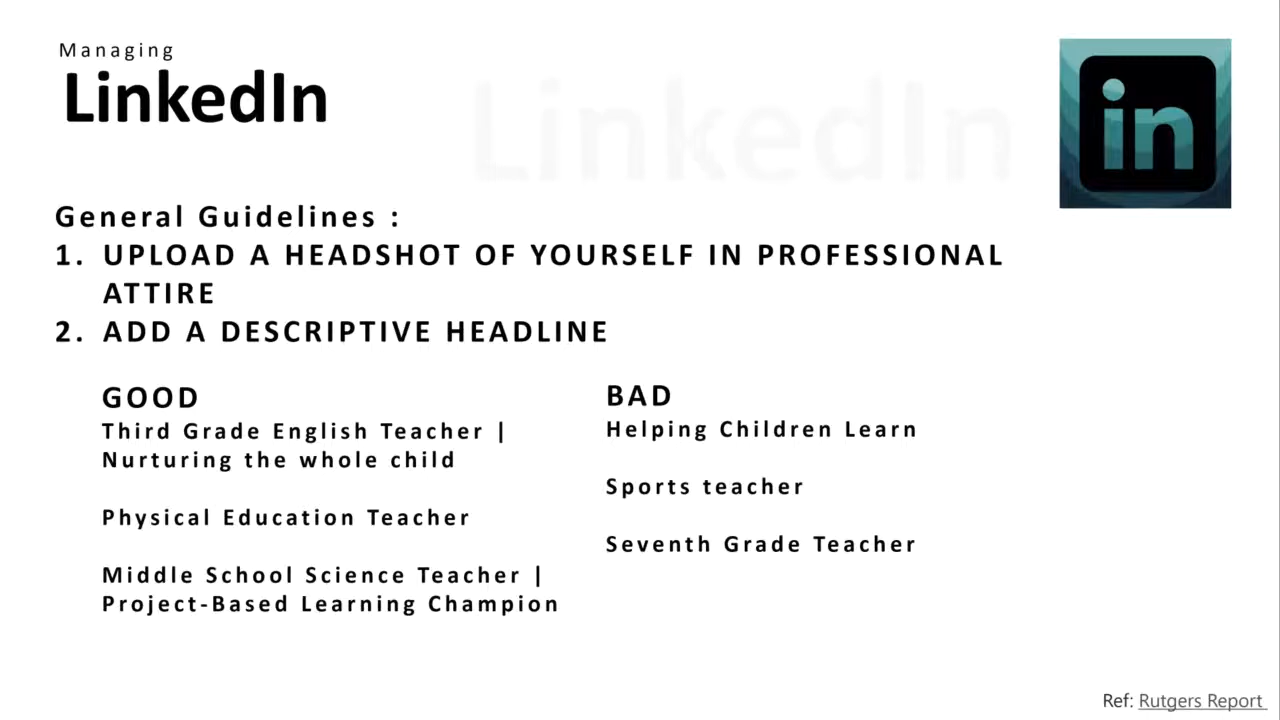 Managing
LinkedIn
LinkedIn
in
General Guidelines :
1. UPLOAD A HEADSHOT OF YOURSELF IN PROFESSIONAL
ATTIRE
2. ADD A DESCRIPTIVE HEADLINE
GOOD
Third Grade English Teacher |
Nurturing the whole child
Physical Education Teacher
Middle School Science Teacher |
Project-Based Learning Champion
BAD
Helping Children Learn
Sports teacher
Seventh Grade Teacher
Ref: Rutgers Report